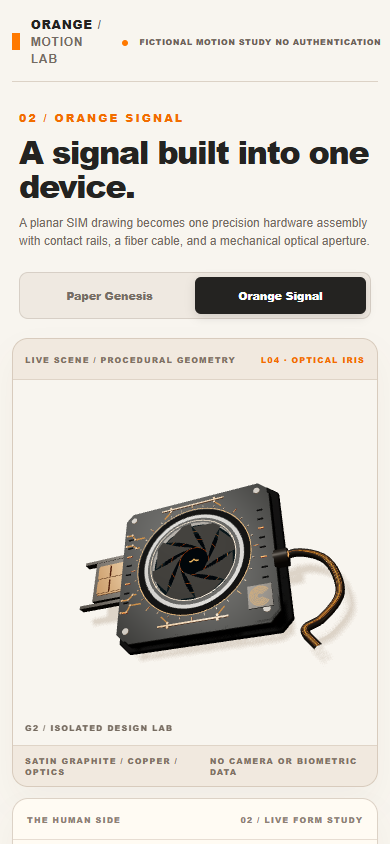 ORANGE /
MOTION
LAB
FICTIONAL MOTION STUDY NO AUTHENTICATION
02 / ORANGE SIGNAL
A signal built into one
device.
A planar SIM drawing becomes one precision hardware assembly
with contact rails, a fiber cable, and a mechanical optical aperture.
Paper Genesis
Orange Signal
LIVE SCENE / PROCEDURAL GEOMETRY
L04 · OPTICAL IRIS
G2 / ISOLATED DESIGN LAB
SATIN GRAPHITE / COPPER /
OPTICS
NO CAMERA OR BIOMETRIC
DATA
THE HUMAN SIDE
02 / LIVE FORM STUDY